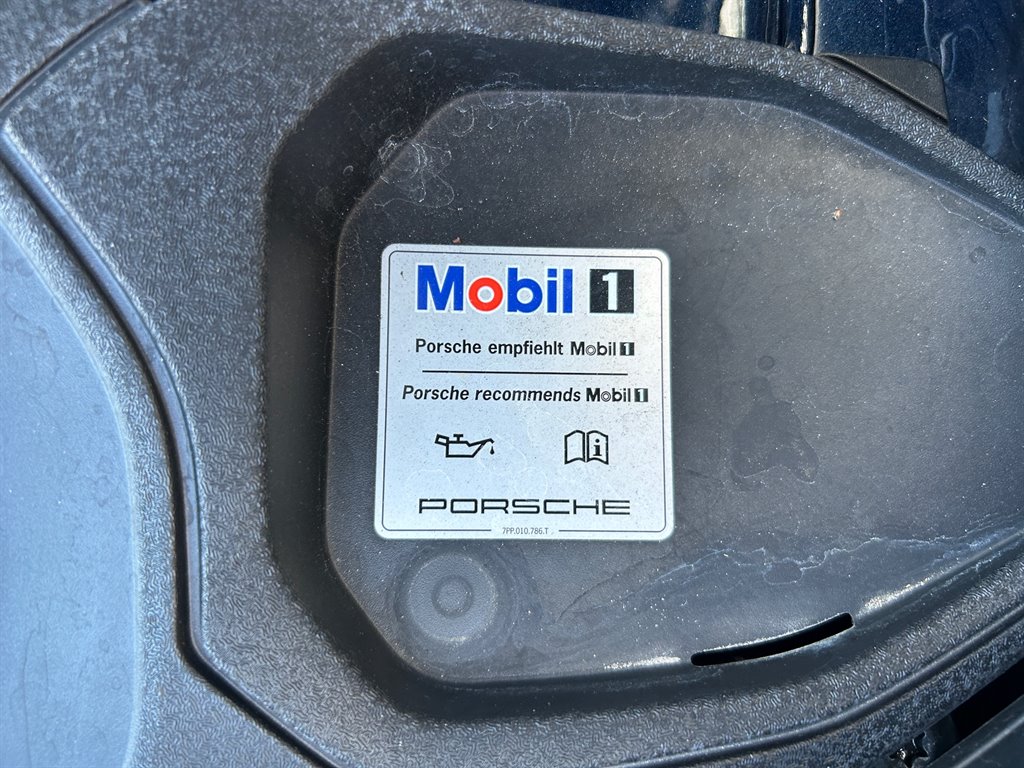 Mobil 1
Porsche empfiehlt Mobil 1
Porsche recommends Mobil 1
i
PORSCHE
7PP.010.786.T